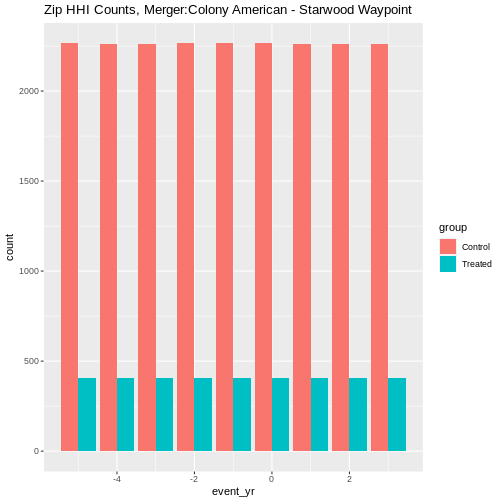 Zip HHI Counts, Merger:Colony American - Starwood Waypoint
2000
1500
1000
500
0
count
-4
-2
0
2
event_yr
group
Control
Treated